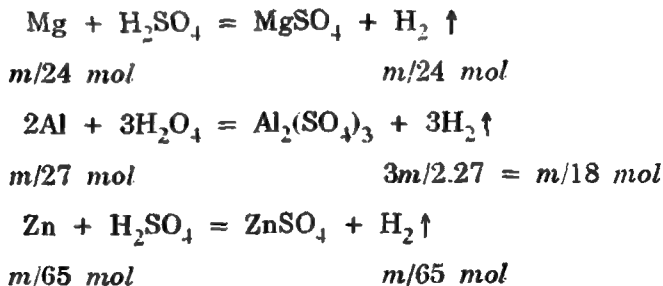 Mg + H₂SO₄ = MgSO₄ + H₂ ↑
m/24 mol m/24 mol
2Al + 3H₂O₄ = Al₂(SO₄)₃ + 3H₂↑
m/27 mol 3m/2.27 = m/18 mol
Zn + H₂SO₄ = ZnSO₄ + H₂↑
m/65 mol m/65 mol